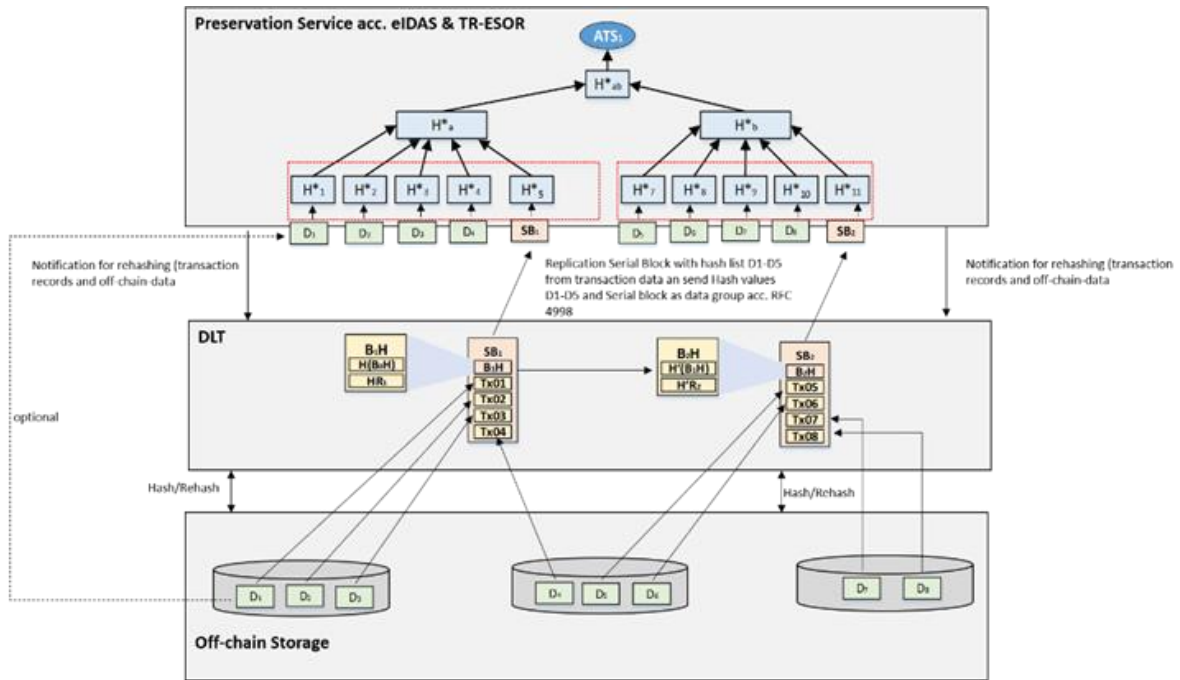 Preservation Service acc. eIDAS & TR-ESOR
ATS₁
H*ab
H*a
H*b
H*₁ H*₂ H*₃ H*₄ H*₅ H*₇ H*₈ H*₉ H*₁₀ H*₁₁
D₁ D₂ D₃ D₄ SB₁ D₅ D₆ D₇ D₈ SB₂
Notification for rehashing (transaction
records and off-chain-data
Replication Serial Block with hash list D1-D5
from transaction data an send Hash values
D1-D5 and Serial block as data group acc. RFC
4998
Notification for rehashing (transaction
records and off-chain-data
DLT
B₁H
H(B₀H)
HR₁
SB₁
B₁H
Tx01
Tx02
Tx03
Tx04
B₂H
H'(B₁H)
H'R₂
SB₂
B₂H
Tx05
Tx06
Tx07
Tx08
optional
Hash/Rehash
Hash/Rehash
D₁ D₂ D₃
D₄ D₅ D₆
D₇ D₈
Off-chain Storage